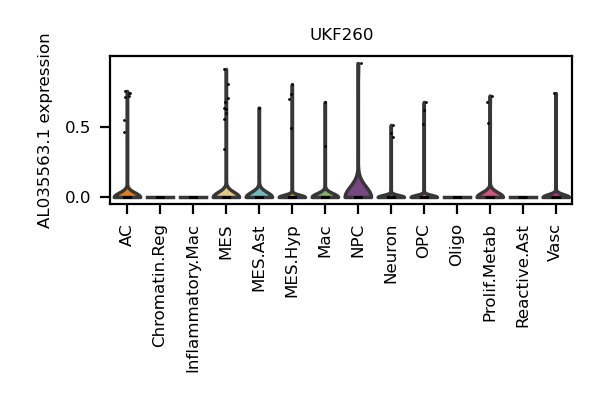 UKF260
AL035563.1 expression
0.5
0.0
AC
Chromatin.Reg
Inflammatory.Mac
MES
MES.Ast
MES.Hyp
Mac
NPC
Neuron
OPC
Oligo
Prolif.Metab
Reactive.Ast
Vasc